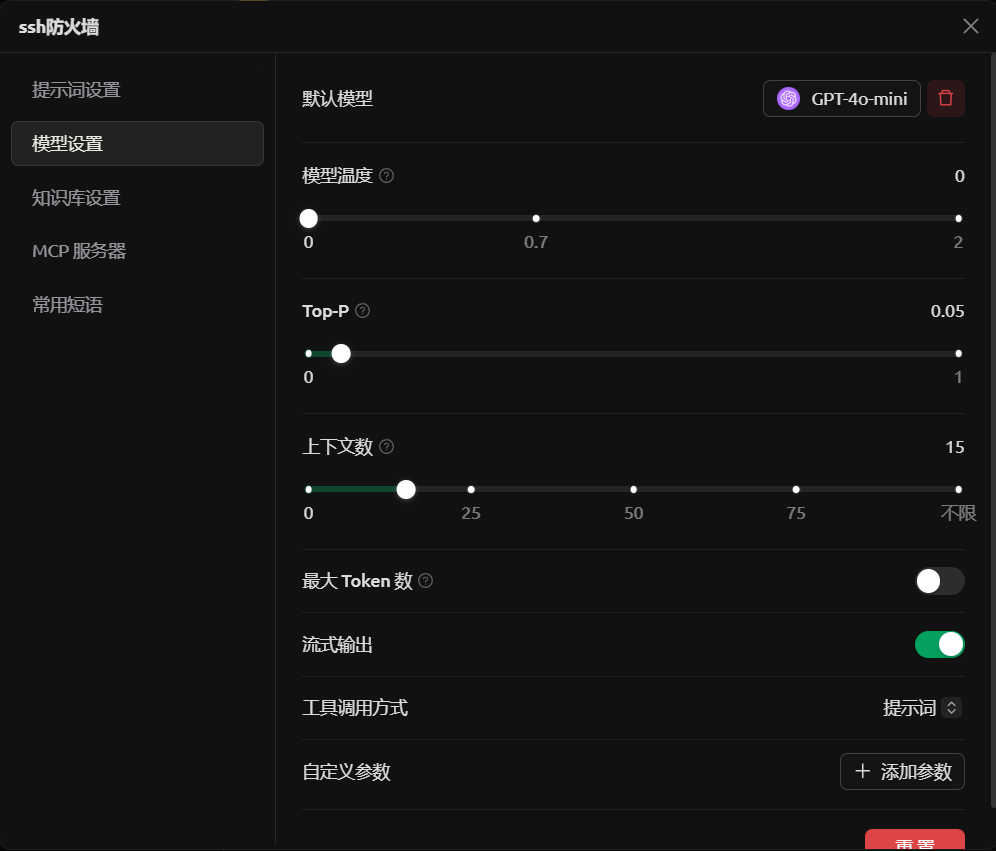 ssh防火墙
提示词设置
模型设置
知识库设置
MCP 服务器
常用短语
默认模型
GPT-4o-mini
模型温度
0
0 0.7 2
Top-P
0.05
0 1
上下文数
15
0 25 50 75 不限
最大 Token 数
流式输出
工具调用方式
提示词
自定义参数
添加参数
重置